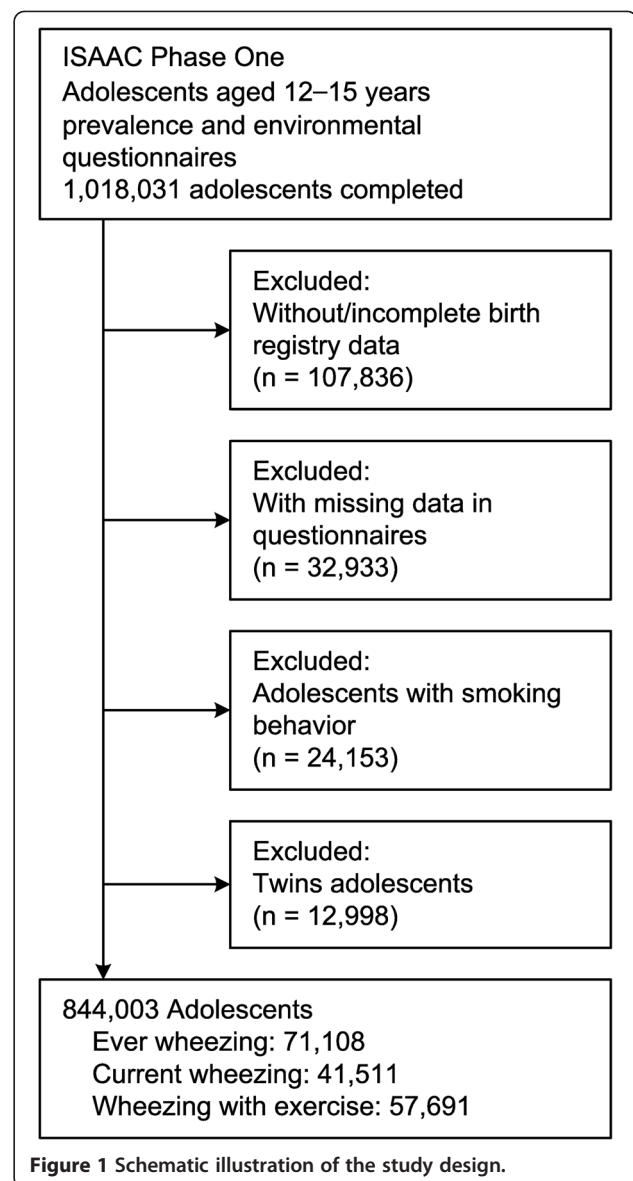 ISAAC Phase One
Adolescents aged 12–15 years
prevalence and environmental
questionnaires
1,018,031 adolescents completed
Excluded:
Without/incomplete birth
registry data
(n = 107,836)
Excluded:
With missing data in
questionnaires
(n = 32,933)
Excluded:
Adolescents with smoking
behavior
(n = 24,153)
Excluded:
Twins adolescents
(n = 12,998)
844,003 Adolescents
Ever wheezing: 71,108
Current wheezing: 41,511
Wheezing with exercise: 57,691
Figure 1 Schematic illustration of the study design.